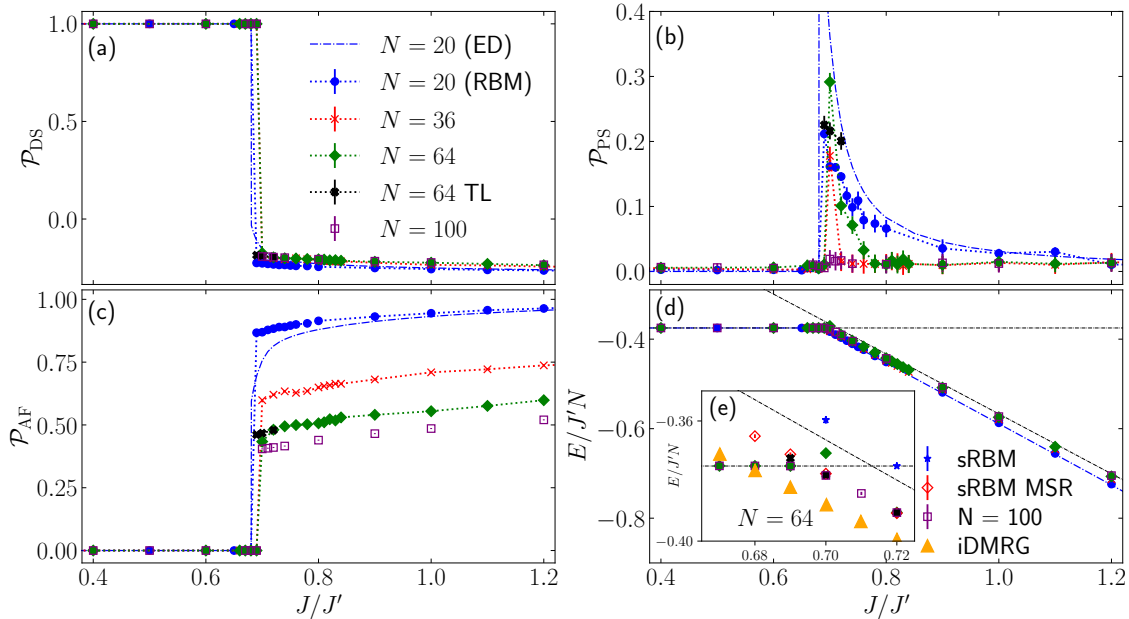 (a)
1.0
1.0
0.0
𝒫_DS
N = 20 (ED)
N = 20 (RBM)
N = 36
N = 64
N = 64 TL
N = 100
(b)
0.4
0.3
0.2
0.1
0.0
𝒫_PS
(c)
1.00
0.75
0.50
0.25
0.00
𝒫_AF
0.4 0.6 0.8 1.0 1.2
J/J′
(d)
−0.4
−0.6
−0.8
E/J′N
0.4 0.6 0.8 1.0 1.2
J/J′
(e)
−0.36
−0.40
E/J′N
N = 64
0.68 0.70 0.72
sRBM
sRBM MSR
N = 100
iDMRG